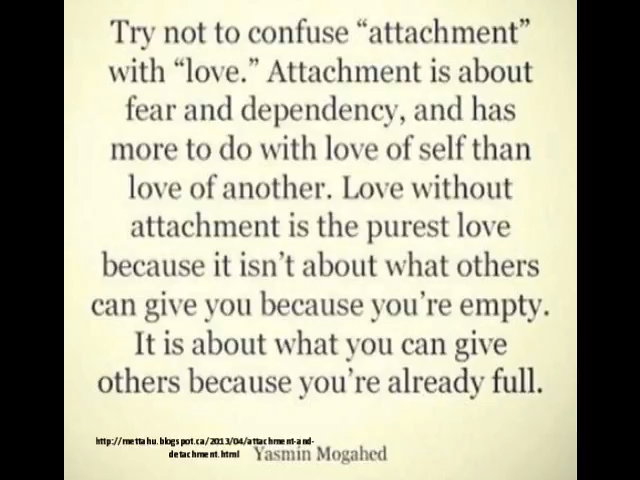 Try not to confuse “attachment”
with “love.” Attachment is about
fear and dependency, and has
more to do with love of self than
love of another. Love without
attachment is the purest love
because it isn’t about what others
can give you because you’re empty.
It is about what you can give
others because you’re already full.
http://mettahu.blogspot.ca/2013/04/attachment-and-
detachment.html
Yasmin Mogahed